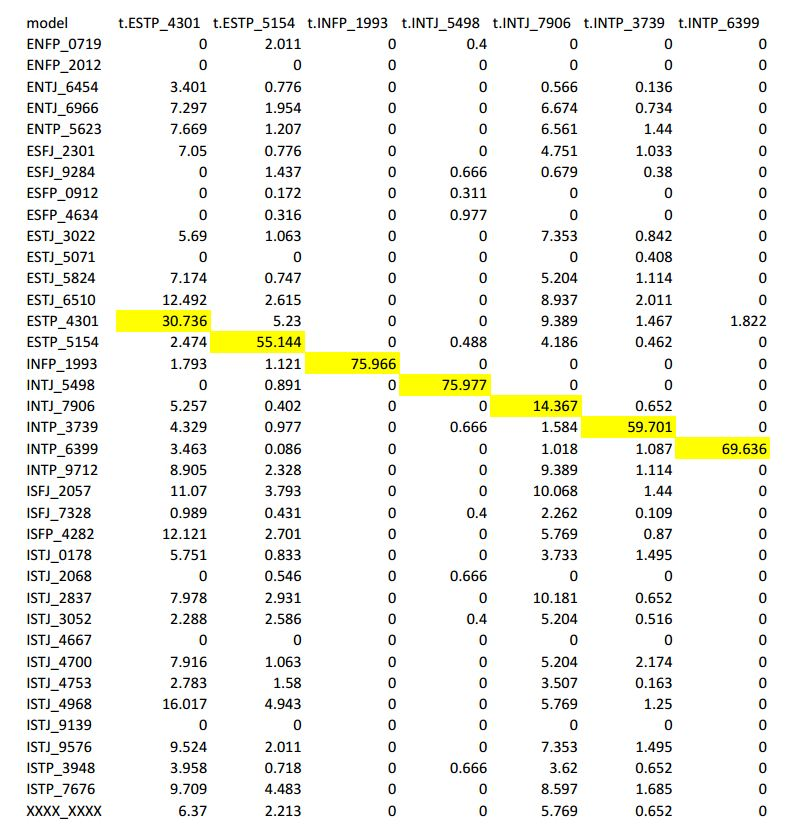 model t.ESTP_4301 t.ESTP_5154 t.INFP_1993 t.INTJ_5498 t.INTJ_7906 t.INTP_3739 t.INTP_6399
ENFP_0719 0 2.011 0 0.4 0 0 0
ENFP_2012 0 0 0 0 0 0 0
ENTJ_6454 3.401 0.776 0 0 0.566 0.136 0
ENTJ_6966 7.297 1.954 0 0 6.674 0.734 0
ENTP_5623 7.669 1.207 0 0 6.561 1.44 0
ESFJ_2301 7.05 0.776 0 0 4.751 1.033 0
ESFJ_9284 0 1.437 0 0.666 0.679 0.38 0
ESFP_0912 0 0.172 0 0.311 0 0 0
ESFP_4634 0 0.316 0 0.977 0 0 0
ESTJ_3022 5.69 1.063 0 0 7.353 0.842 0
ESTJ_5071 0 0 0 0 0 0.408 0
ESTJ_5824 7.174 0.747 0 0 5.204 1.114 0
ESTJ_6510 12.492 2.615 0 0 8.937 2.011 0
ESTP_4301 30.736 5.23 0 0 9.389 1.467 1.822
ESTP_5154 2.474 55.144 0 0.488 4.186 0.462 0
INFP_1993 1.793 1.121 75.966 0 0 0 0
INTJ_5498 0 0.891 0 75.977 0 0 0
INTJ_7906 5.257 0.402 0 0 14.367 0.652 0
INTP_3739 4.329 0.977 0 0.666 1.584 59.701 0
INTP_6399 3.463 0.086 0 0 1.018 1.087 69.636
INTP_9712 8.905 2.328 0 0 9.389 1.114 0
ISFJ_2057 11.07 3.793 0 0 10.068 1.44 0
ISFJ_7328 0.989 0.431 0 0.4 2.262 0.109 0
ISFP_4282 12.121 2.701 0 0 5.769 0.87 0
ISTJ_0178 5.751 0.833 0 0 3.733 1.495 0
ISTJ_2068 0 0.546 0 0.666 0 0 0
ISTJ_2837 7.978 2.931 0 0 10.181 0.652 0
ISTJ_3052 2.288 2.586 0 0.4 5.204 0.516 0
ISTJ_4667 0 0 0 0 0 0 0
ISTJ_4700 7.916 1.063 0 0 5.204 2.174 0
ISTJ_4753 2.783 1.58 0 0 3.507 0.163 0
ISTJ_4968 16.017 4.943 0 0 5.769 1.25 0
ISTJ_9139 0 0 0 0 0 0 0
ISTJ_9576 9.524 2.011 0 0 7.353 1.495 0
ISTP_3948 3.958 0.718 0 0.666 3.62 0.652 0
ISTP_7676 9.709 4.483 0 0 8.597 1.685 0
XXXX_XXXX 6.37 2.213 0 0 5.769 0.652 0